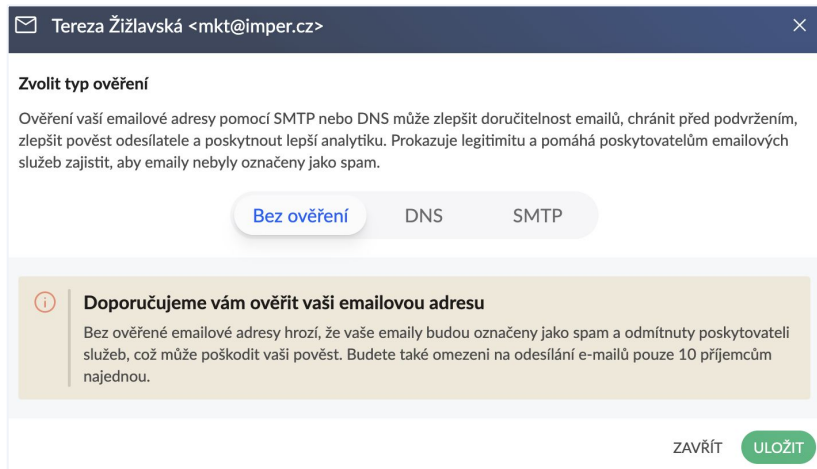 Tereza Žižlavská <mkt@imper.cz>
Zvolit typ ověření
Ověření vaší emailové adresy pomocí SMTP nebo DNS může zlepšit doručitelnost emailů, chránit před podvržením,
zlepšit pověst odesílatele a poskytnout lepší analytiku. Prokazuje legitimitu a pomáhá poskytovatelům emailových
služeb zajistit, aby emaily nebyly označeny jako spam.
Bez ověření DNS SMTP
Doporučujeme vám ověřit vaši emailovou adresu
Bez ověřené emailové adresy hrozí, že vaše emaily budou označeny jako spam a odmítnuty poskytovateli
služeb, což může poškodit vaši pověst. Budete také omezeni na odesílání e-mailů pouze 10 příjemcům
najednou.
ZAVŘÍT ULOŽIT